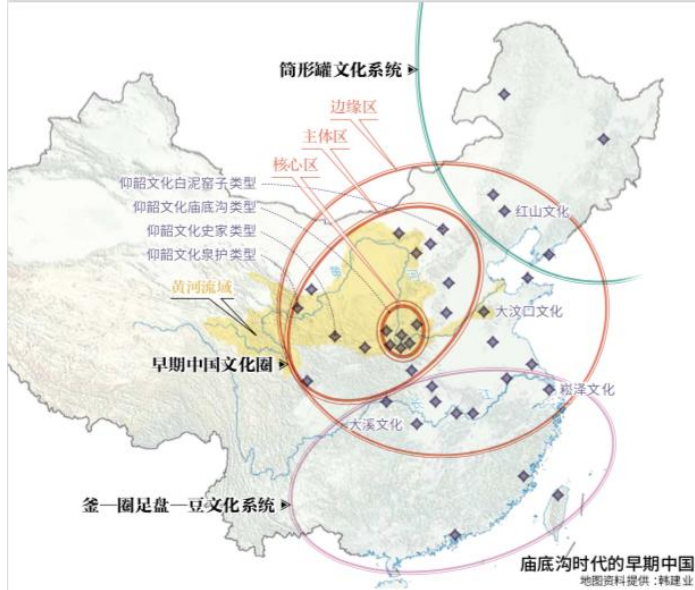 筒形罐文化系统
边缘区
主体区
核心区
仰韶文化白泥窑子类型
仰韶文化庙底沟类型
仰韶文化史家类型
仰韶文化泉护类型
红山文化
黄河流域
黄
河
大汶口文化
早期中国文化圈
崧泽文化
长
江
大溪文化
釜—圈足盘—豆文化系统
庙底沟时代的早期中国
地图资料提供:韩建业